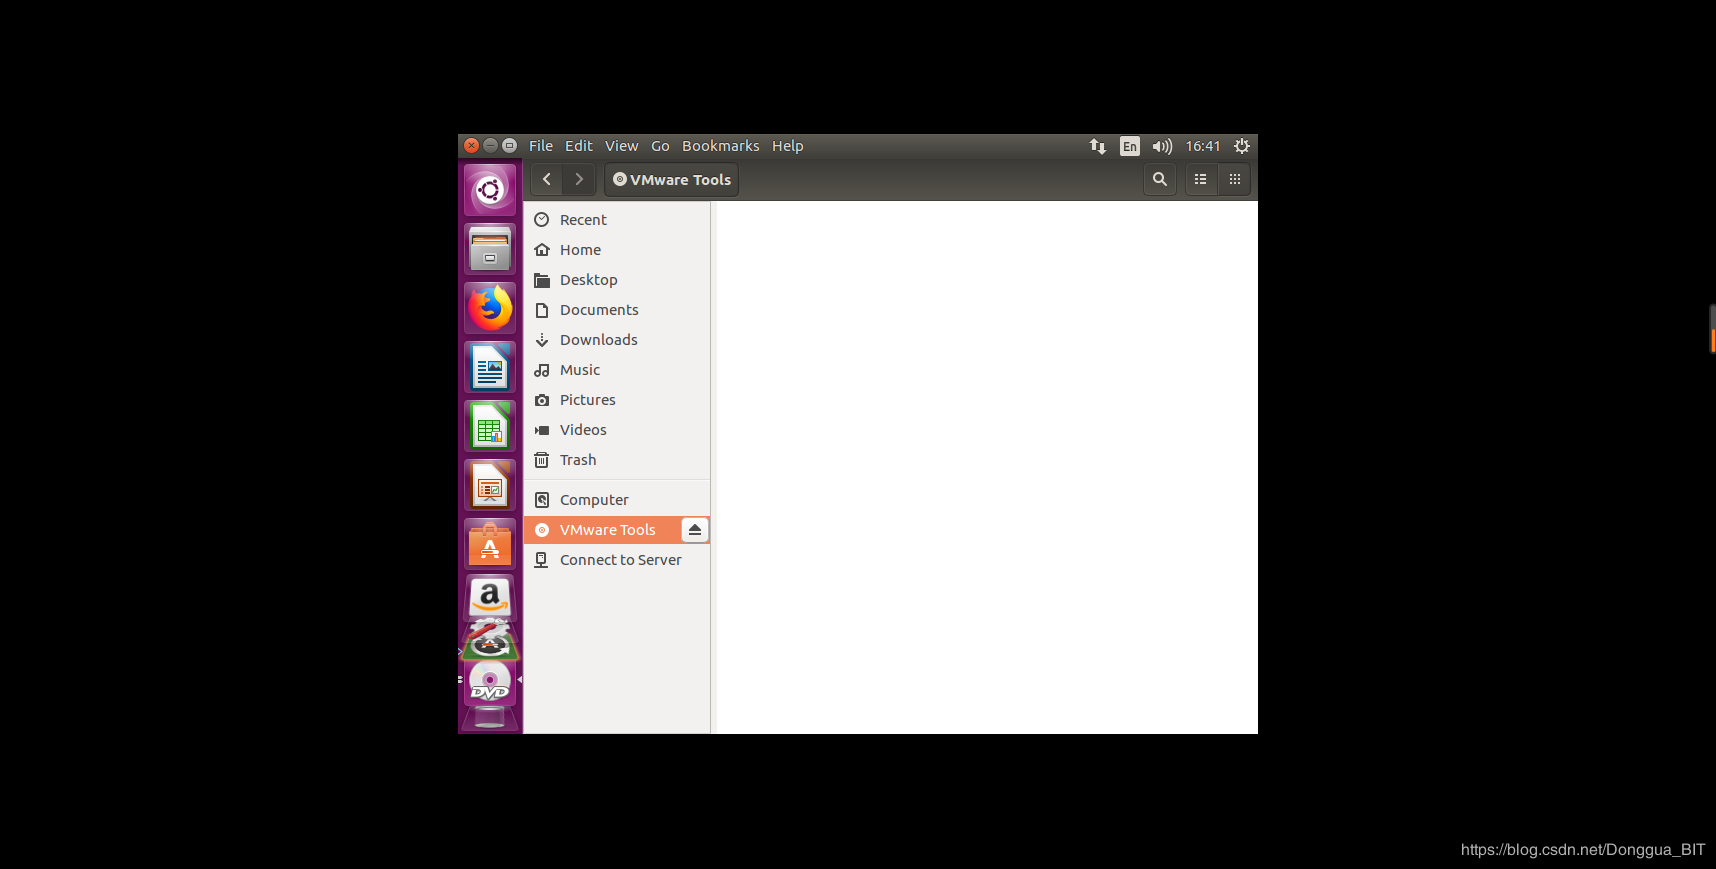 File Edit View Go Bookmarks Help En 16:41
VMware Tools
Recent
Home
Desktop
Documents
Downloads
Music
Pictures
Videos
Trash
Computer
VMware Tools
Connect to Server
a
DVD
https://blog.csdn.net/Donggua_BIT